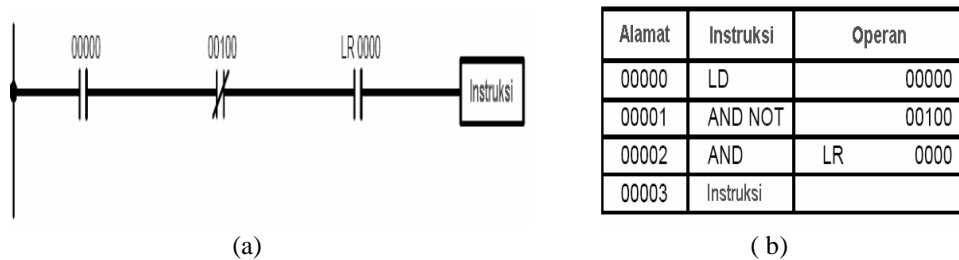 00000 00100 LR 0000
Instruksi
(a)
Alamat Instruksi Operan
00000 LD 00000
00001 AND NOT 00100
00002 AND LR 0000
00003 Instruksi
( b)